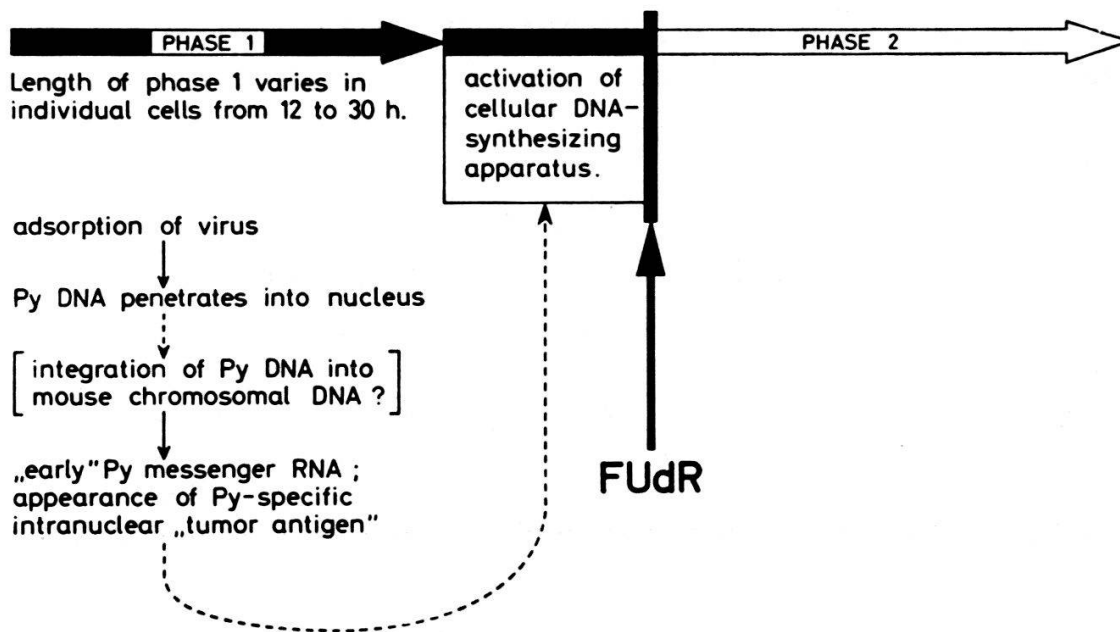 PHASE 1
PHASE 2
Length of phase 1 varies in
individual cells from 12 to 30 h.
activation of
cellular DNA-
synthesizing
apparatus.
adsorption of virus
Py DNA penetrates into nucleus
[integration of Py DNA into
mouse chromosomal DNA ?]
„early" Py messenger RNA ;
appearance of Py-specific
intranuclear „tumor antigen"
FUdR